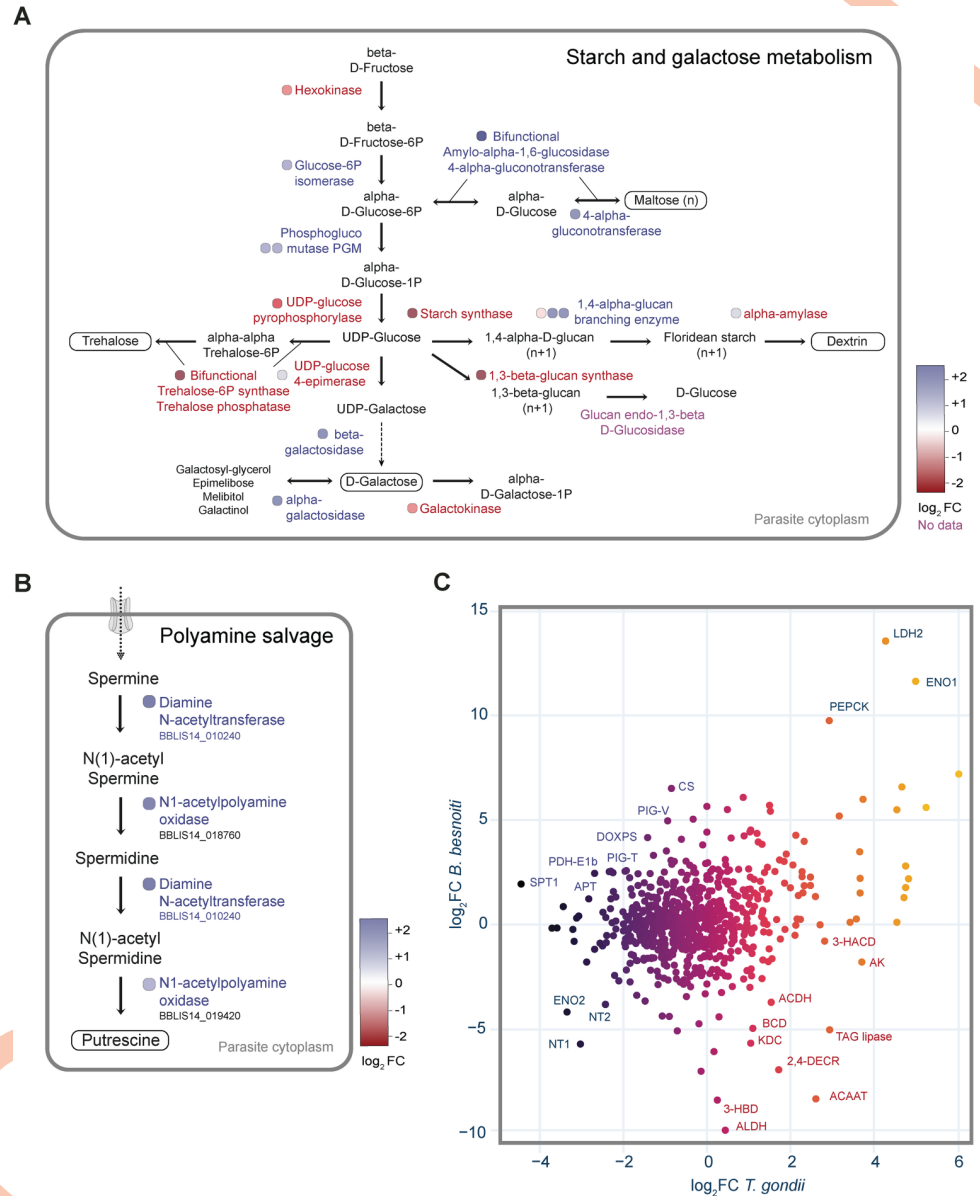 A
Starch and galactose metabolism
beta-
D-Fructose
Hexokinase
beta-
D-Fructose-6P
Bifunctional
Amylo-alpha-1,6-glucosidase
4-alpha-gluconotransferase
Glucose-6P
isomerase
alpha-
D-Glucose-6P
alpha-
D-Glucose
Maltose (n)
4-alpha-
gluconotransferase
Phosphogluco
mutase PGM
alpha-
D-Glucose-1P
UDP-glucose
pyrophosphorylase
Starch synthase
1,4-alpha-glucan
branching enzyme
alpha-amylase
Trehalose
alpha-alpha
Trehalose-6P
UDP-Glucose
1,4-alpha-D-glucan
(n+1)
Floridean starch
(n+1)
Dextrin
Bifunctional
Trehalose-6P synthase
Trehalose phosphatase
UDP-glucose
4-epimerase
1,3-beta-glucan synthase
1,3-beta-glucan
(n+1)
D-Glucose
Glucan endo-1,3-beta
D-Glucosidase
UDP-Galactose
beta-
galactosidase
Galactosyl-glycerol
Epimelibose
Melibitol
Galactinol
D-Galactose
alpha-
D-Galactose-1P
alpha-
galactosidase
Galactokinase
Parasite cytoplasm
+2
+1
0
-1
-2
log2 FC
No data
B
Polyamine salvage
Spermine
Diamine
N-acetyltransferase
BBLIS14_010240
N(1)-acetyl
Spermine
N1-acetylpolyamine
oxidase
BBLIS14_018760
Spermidine
Diamine
N-acetyltransferase
BBLIS14_010240
N(1)-acetyl
Spermidine
N1-acetylpolyamine
oxidase
BBLIS14_019420
Putrescine
Parasite cytoplasm
+2
+1
0
-1
-2
log2 FC
C
15
10
5
0
−5
−10
log2FC B. besnoiti
LDH2
ENO1
PEPCK
CS
PIG-V
DOXPS
PDH-E1b
PIG-T
SPT1
APT
3-HACD
AK
ENO2
NT2
ACDH
NT1
BCD
KDC
TAG lipase
2,4-DECR
ACAAT
3-HBD
ALDH
−4
−2
0
2
4
6
log2FC T. gondii